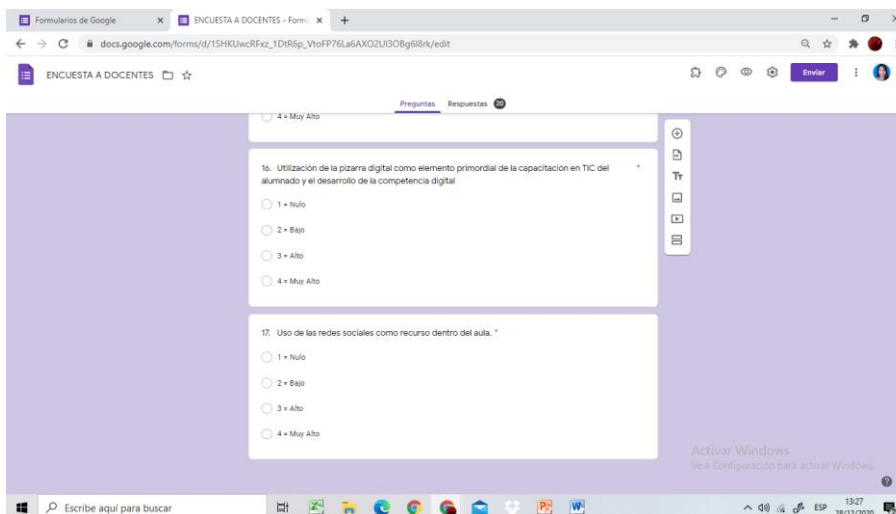 Formularios de Google
ENCUESTA A DOCENTES - Form
docs.google.com/forms/d/
/edit
ENCUESTA A DOCENTES
Enviar
Preguntas Respuestas 20
4 = Muy Alto
16. Utilización de la pizarra digital como elemento primordial de la capacitación en TIC del *
alumnado y el desarrollo de la competencia digital
1 = Nulo
2 = Bajo
3 = Alto
4 = Muy Alto
17. Uso de las redes sociales como recurso dentro del aula. *
1 = Nulo
2 = Bajo
3 = Alto
4 = Muy Alto
Activar Windows
Ve a Configuración para activar Windows.
Escribe aquí para buscar
ESP
13:27